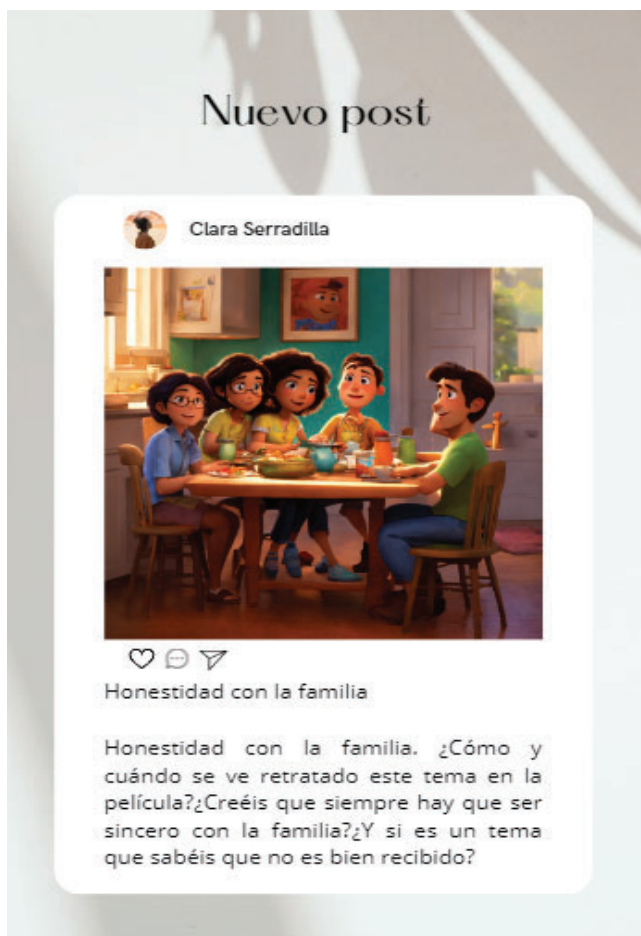 Nuevo post
Clara Serradilla
Honestidad con la familia
Honestidad con la familia. ¿Cómo y
cuándo se ve retratado este tema en la
película?¿Creéis que siempre hay que ser
sincero con la familia?¿Y si es un tema
que sabéis que no es bien recibido?